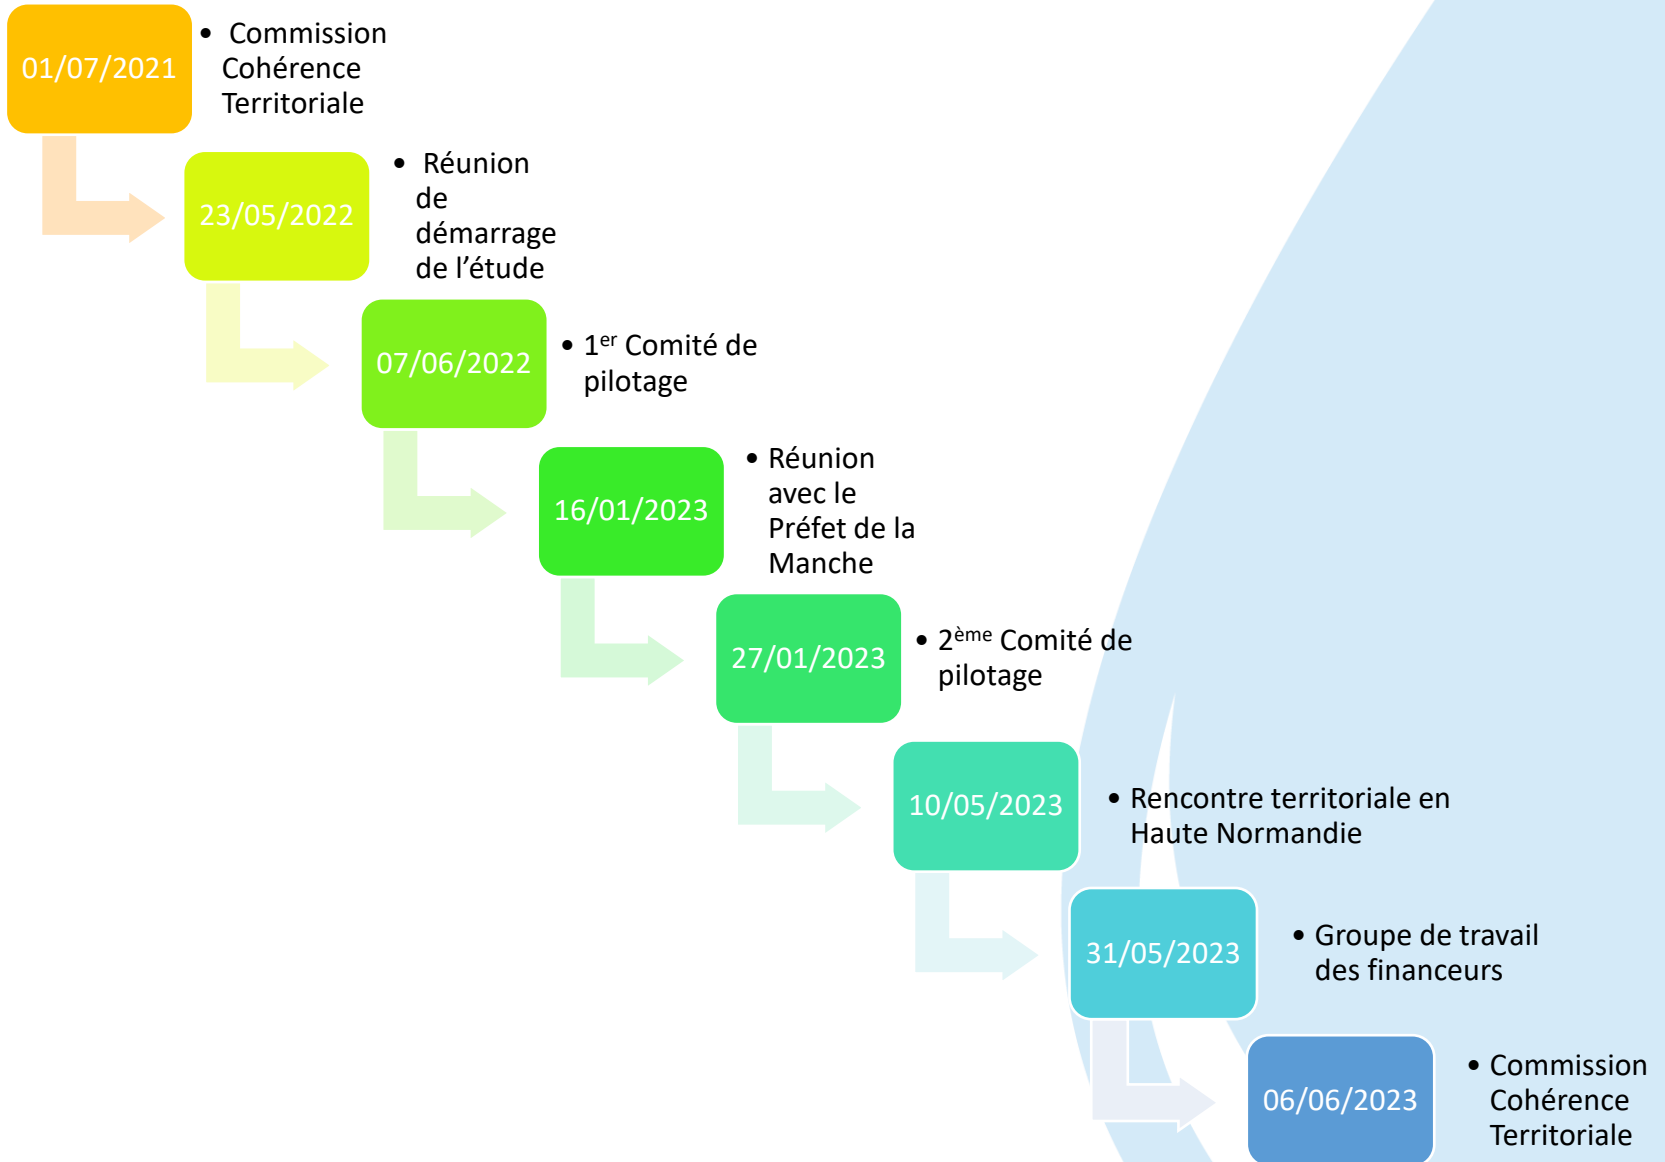 01/07/2021
• Commission
Cohérence
Territoriale
23/05/2022
• Réunion
de
démarrage
de l’étude
07/06/2022
• 1er Comité de
pilotage
16/01/2023
• Réunion
avec le
Préfet de la
Manche
27/01/2023
• 2ème Comité de
pilotage
10/05/2023
• Rencontre territoriale en
Haute Normandie
31/05/2023
• Groupe de travail
des financeurs
06/06/2023
• Commission
Cohérence
Territoriale